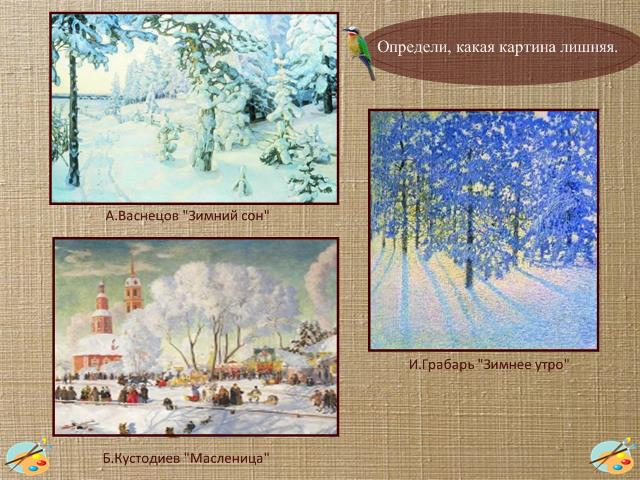 Определи, какая картина лишняя.
А.Васнецов "Зимний сон"
И.Грабарь "Зимнее утро"
Б.Кустодиев "Масленица"